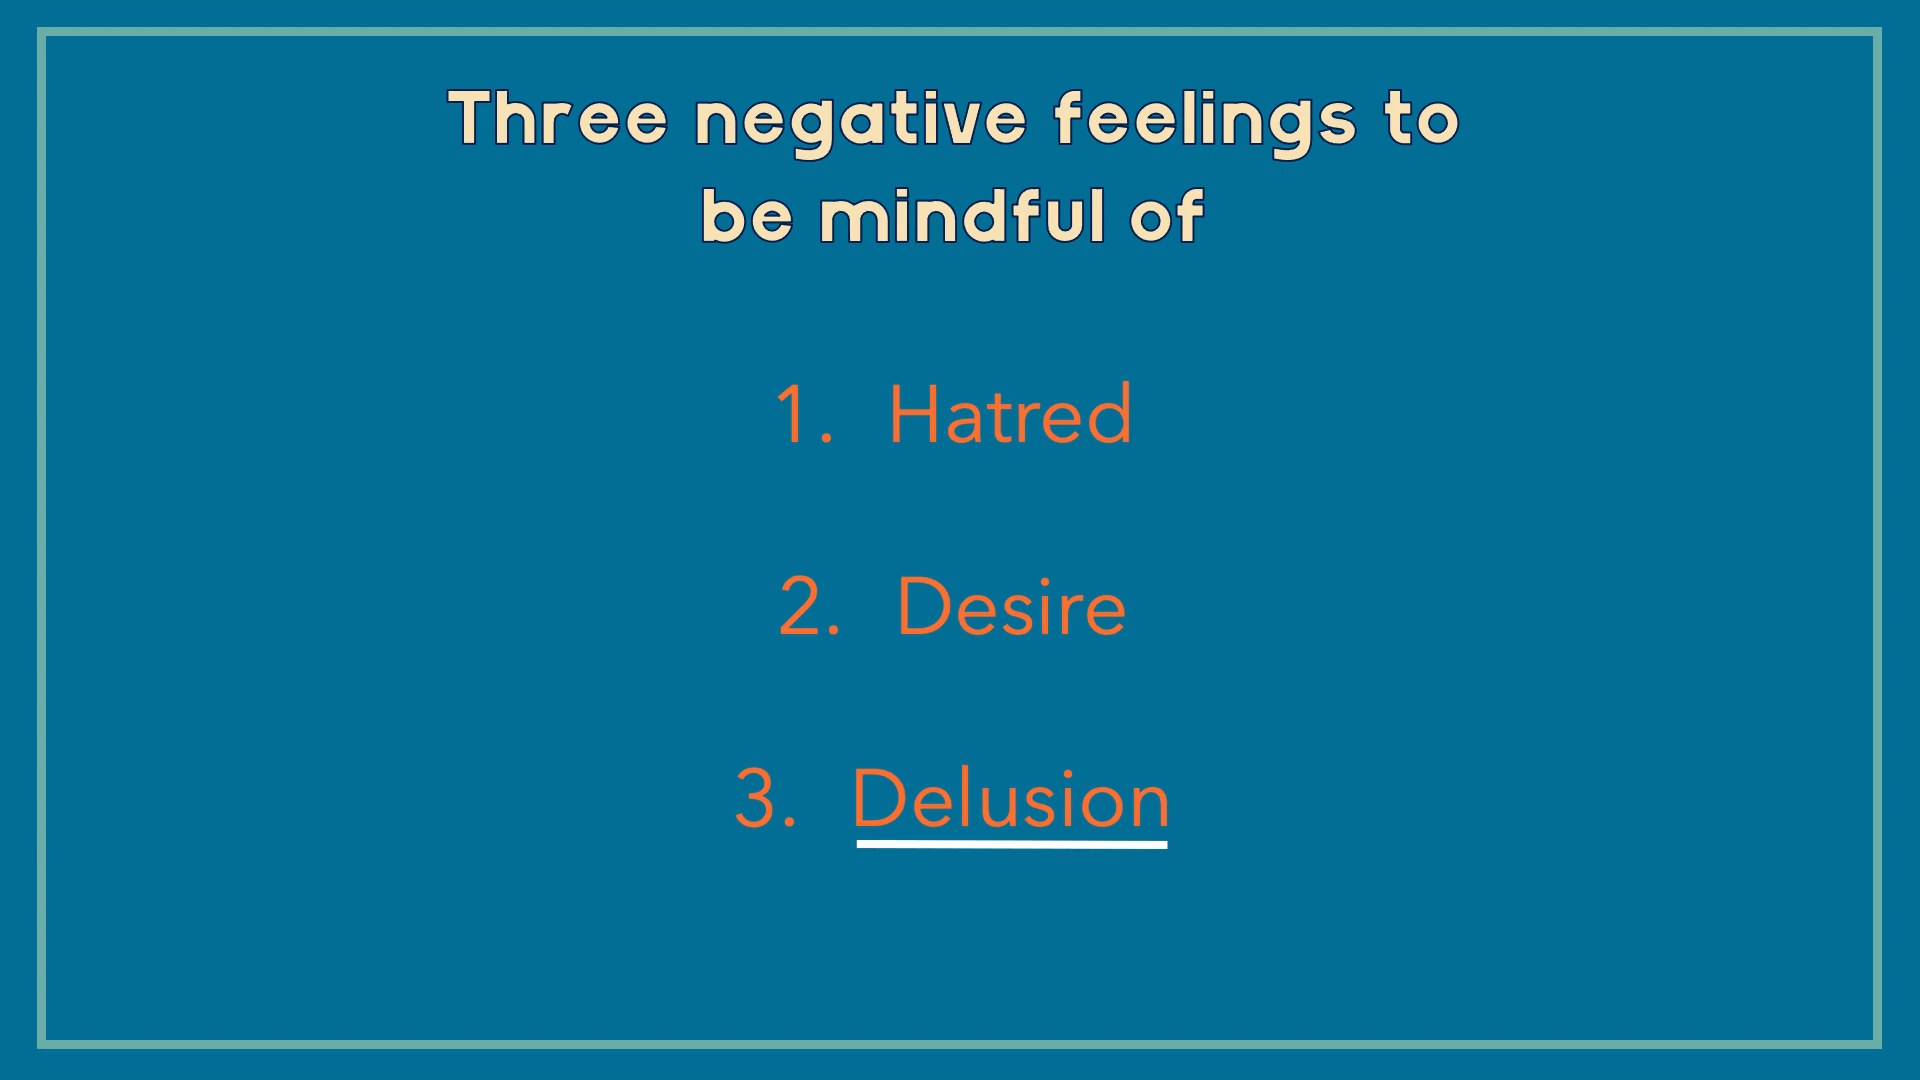 Three negative feelings to
be mindful of
1. Hatred
2. Desire
3. Delusion